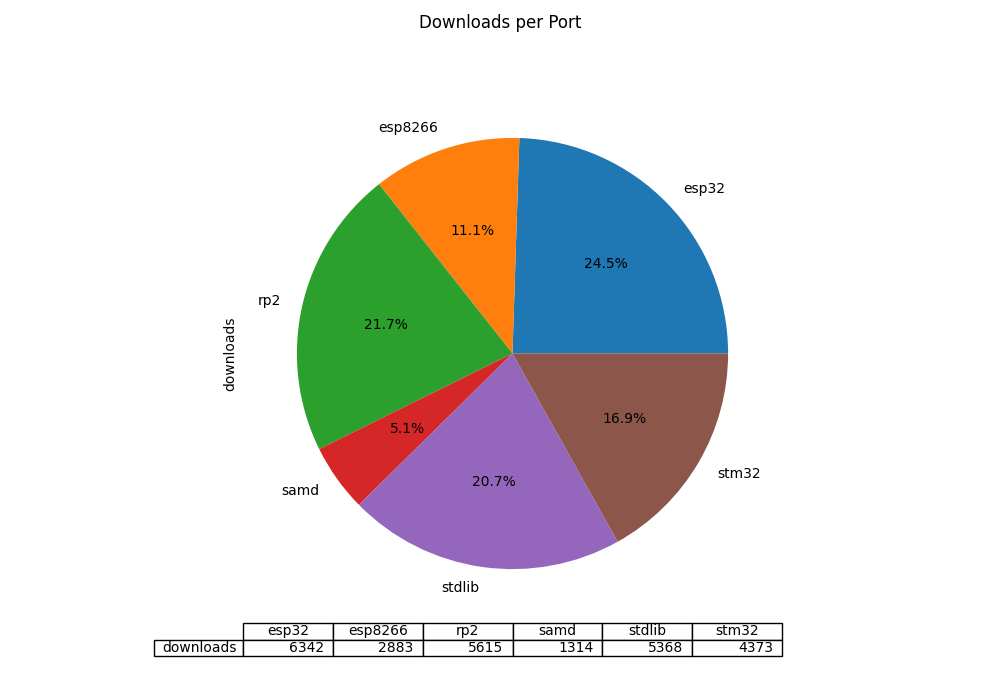 Downloads per Port
esp8266
esp32
11.1%
24.5%
rp2
21.7%
downloads
5.1%
16.9%
samd
20.7%
stm32
stdlib
esp32 esp8266 rp2 samd stdlib stm32
downloads 6342 2883 5615 1314 5368 4373